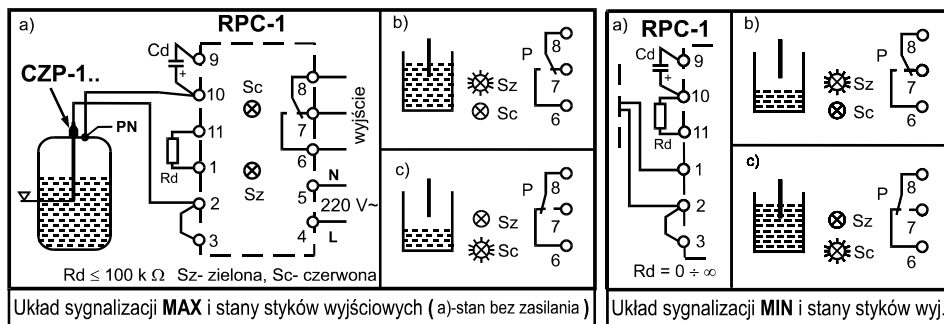 a)
RPC-1
Cd
+
9
CZP-1..
10
Sc
8
PN
11
7
wyjście
Rd
1
6
Sz
N
5
2
220 V~
4
L
3
Rd ≤ 100 k Ω Sz- zielona, Sc- czerwona
b)
P
8
Sz
7
Sc
6
c)
P
8
Sz
7
Sc
6
Układ sygnalizacji MAX i stany styków wyjściowych ( a)-stan bez zasilania )
a)
RPC-1
Cd
+
9
10
Rd
11
1
2
3
Rd = 0 ÷ ∞
b)
P
8
Sz
7
Sc
6
c)
P
8
Sz
7
Sc
6
Układ sygnalizacji MIN i stany styków wyj